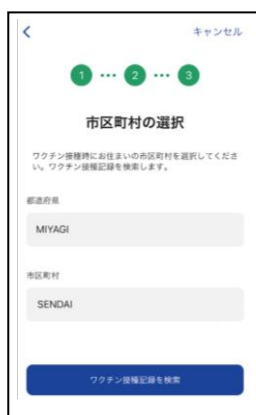 キャンセル
1 … 2 … 3
市区町村の選択
ワクチン接種時にお住まいの市区町村を選択してくださ
い。ワクチン接種記録を検索します。
都道府県
MIYAGI
市区町村
SENDAI
ワクチン接種記録を検索